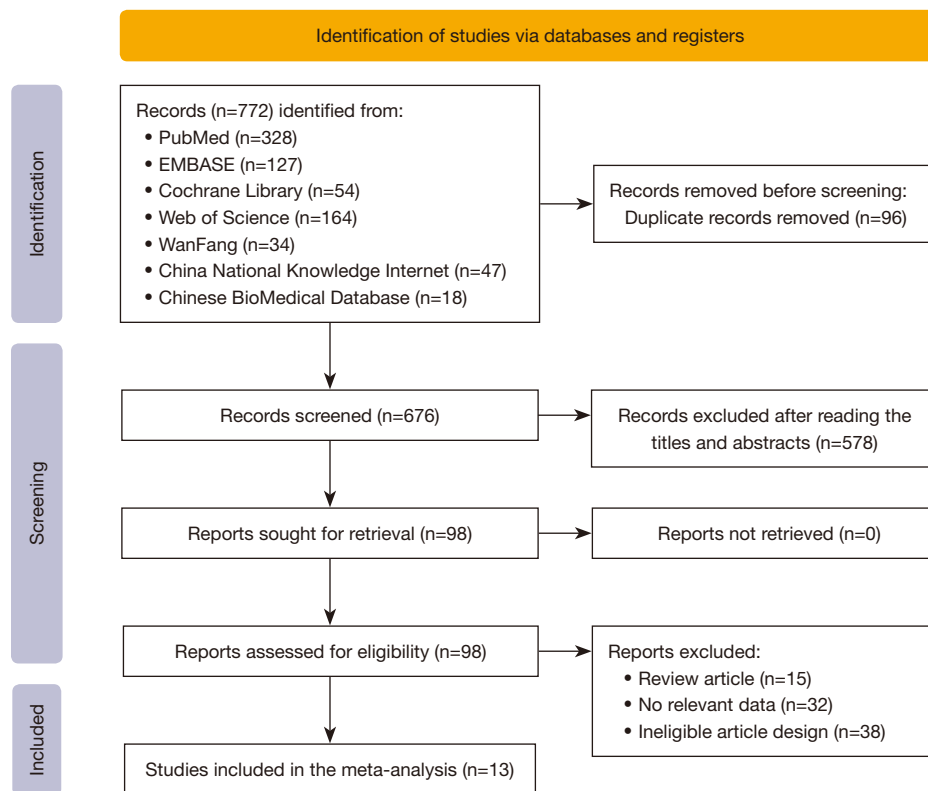 Identification of studies via databases and registers
Identification
Records (n=772) identified from:
• PubMed (n=328)
• EMBASE (n=127)
• Cochrane Library (n=54)
• Web of Science (n=164)
• WanFang (n=34)
• China National Knowledge Internet (n=47)
• Chinese BioMedical Database (n=18)
Records removed before screening:
Duplicate records removed (n=96)
Screening
Records screened (n=676)
Records excluded after reading the
titles and abstracts (n=578)
Reports sought for retrieval (n=98)
Reports not retrieved (n=0)
Reports assessed for eligibility (n=98)
Reports excluded:
• Review article (n=15)
• No relevant data (n=32)
• Ineligible article design (n=38)
Included
Studies included in the meta-analysis (n=13)